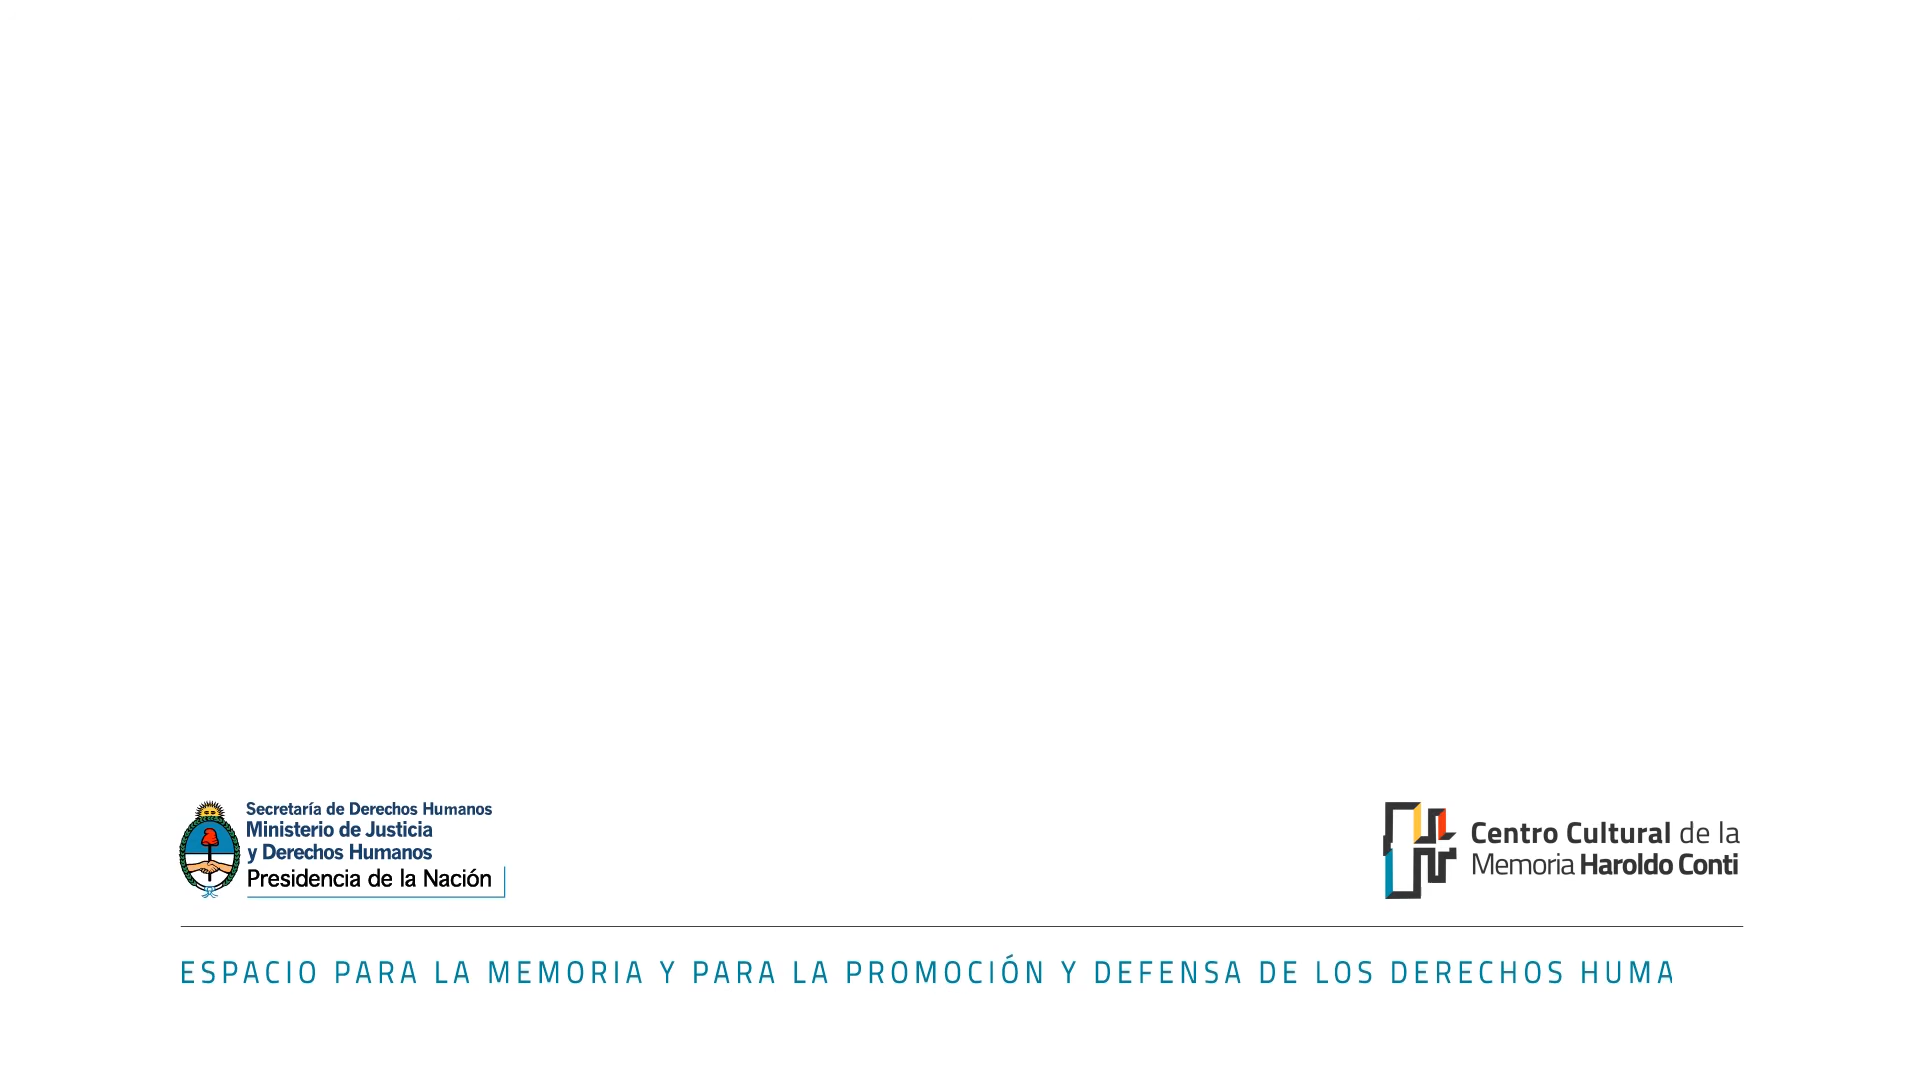 Secretaría de Derechos Humanos
Ministerio de Justicia
y Derechos Humanos
Presidencia de la Nación
Centro Cultural de la
Memoria Haroldo Conti
ESPACIO PARA LA MEMORIA Y PARA LA PROMOCIÓN Y DEFENSA DE LOS DERECHOS HUMA